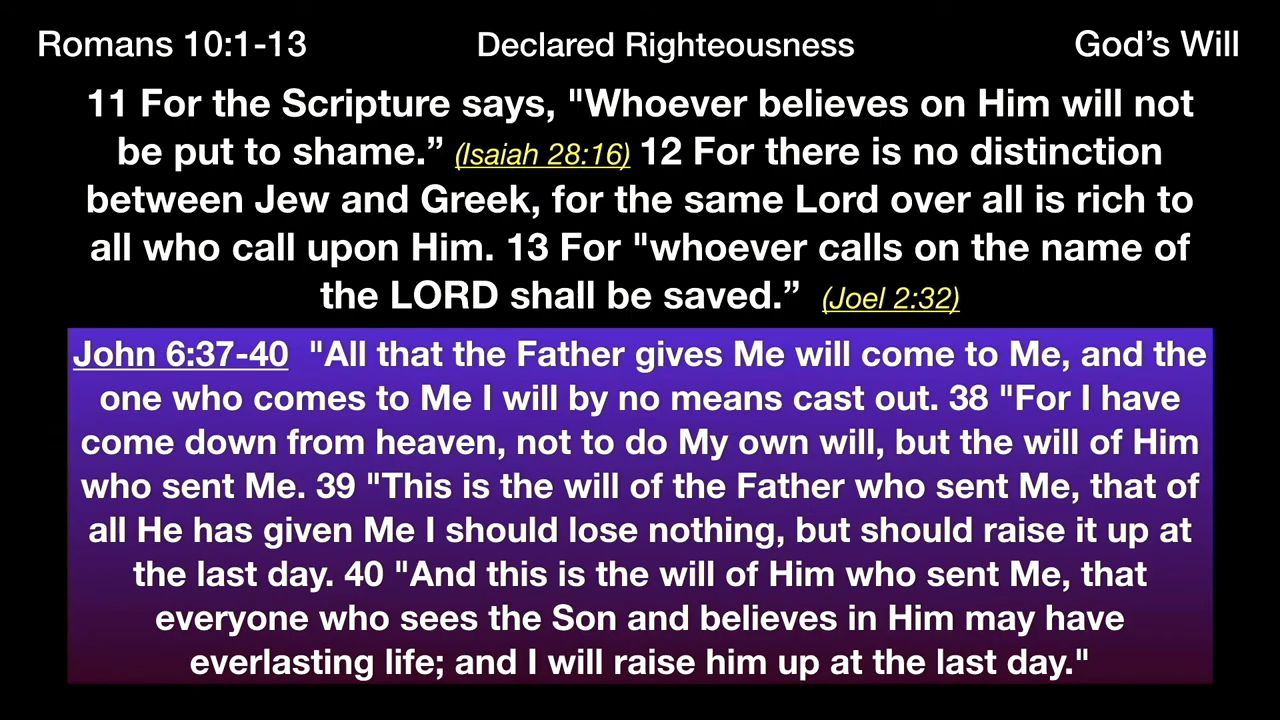 Romans 10:1-13 Declared Righteousness God’s Will
11 For the Scripture says, "Whoever believes on Him will not
be put to shame.” (Isaiah 28:16) 12 For there is no distinction
between Jew and Greek, for the same Lord over all is rich to
all who call upon Him. 13 For "whoever calls on the name of
the LORD shall be saved.” (Joel 2:32)
John 6:37-40 "All that the Father gives Me will come to Me, and the
one who comes to Me I will by no means cast out. 38 "For I have
come down from heaven, not to do My own will, but the will of Him
who sent Me. 39 "This is the will of the Father who sent Me, that of
all He has given Me I should lose nothing, but should raise it up at
the last day. 40 "And this is the will of Him who sent Me, that
everyone who sees the Son and believes in Him may have
everlasting life; and I will raise him up at the last day."